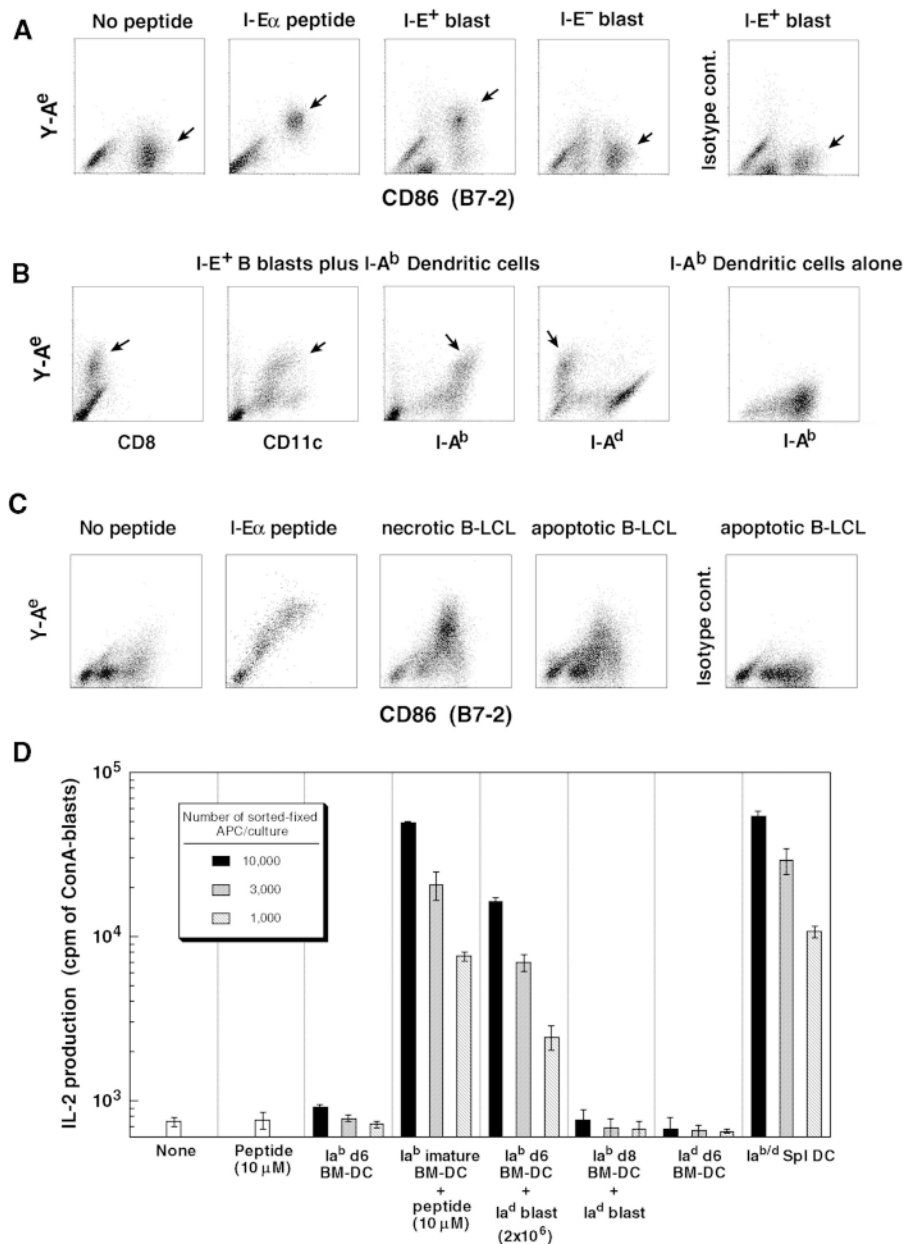 A
No peptide
I-Eα peptide
I-E+ blast
I-E− blast
I-E+ blast
Y-Ae
Isotype cont.
CD86 (B7-2)
B
I-E+ B blasts plus I-Ab Dendritic cells
I-Ab Dendritic cells alone
Y-Ae
CD8
CD11c
I-Ab
I-Ad
I-Ab
C
No peptide
I-Eα peptide
necrotic B-LCL
apoptotic B-LCL
apoptotic B-LCL
Y-Ae
Isotype cont.
CD86 (B7-2)
D
IL-2 production (cpm of ConA-blasts)
10^5
10^4
10^3
Number of sorted-fixed
APC/culture
10,000
3,000
1,000
None
Peptide
(10 µM)
Iab d6
BM-DC
Iab imature
BM-DC
+
peptide
(10 µM)
Iab d6
BM-DC
+
Iad blast
(2x10^6)
Iab d8
BM-DC
+
Iad blast
Iad d6
BM-DC
Iab/d Spl DC